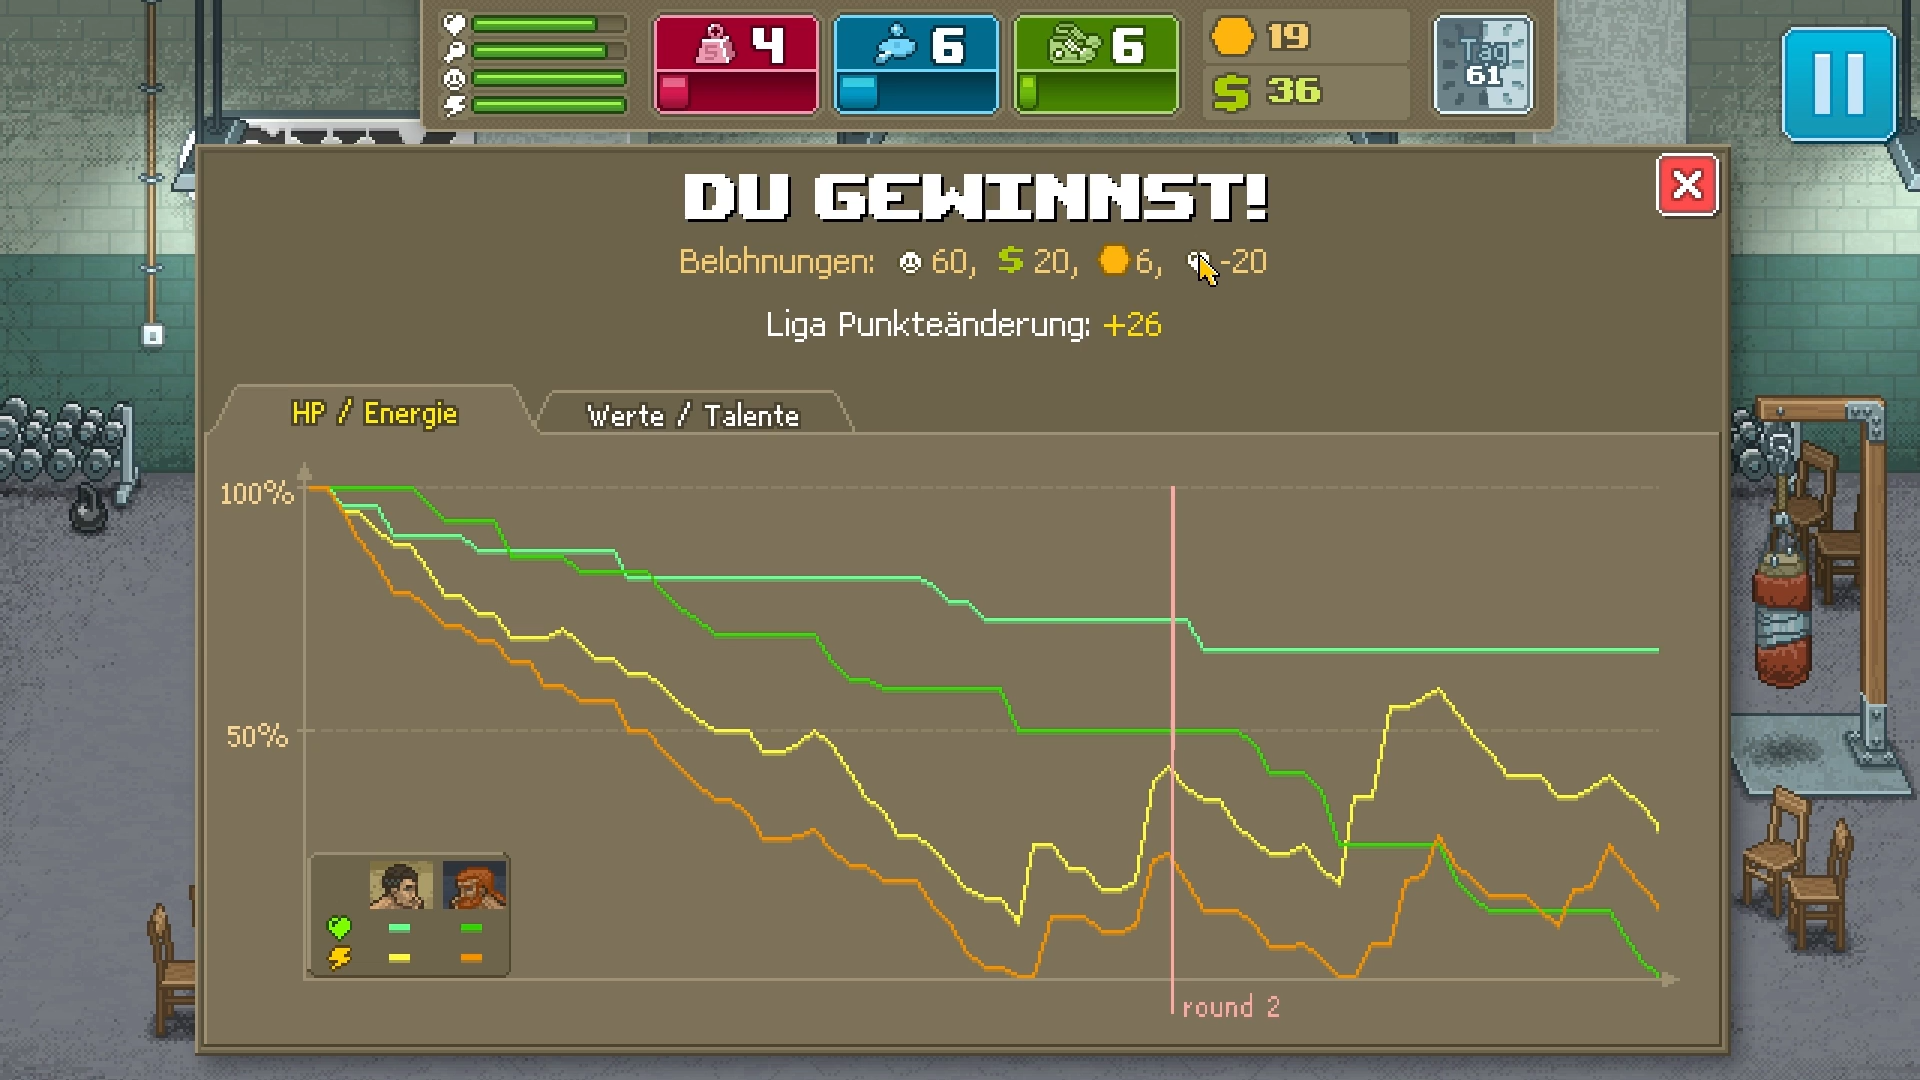 4
6
6
19
36
Tag
61
DU GEWINNST!
Belohnungen: 60, $ 20, 6, -20
Liga Punkteänderung: +26
HP / Energie
Werte / Talente
100%
50%
round 2